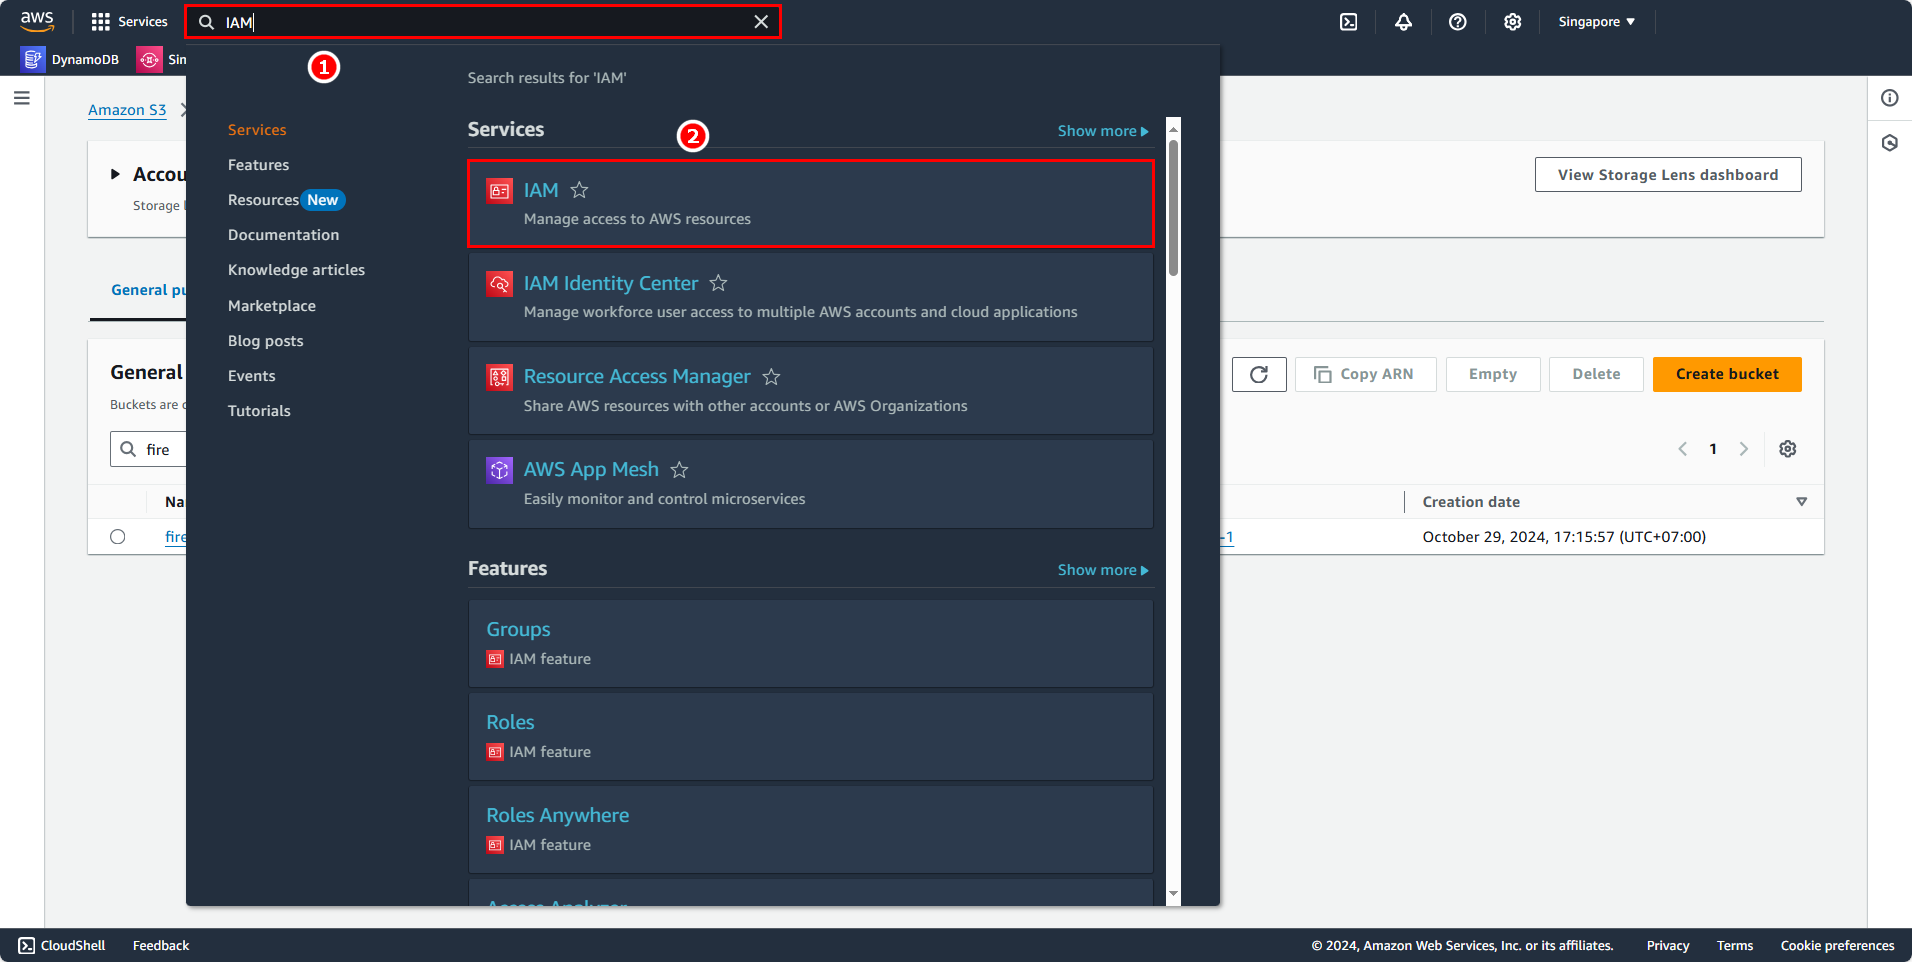 aws
Services
IAM
Singapore
DynamoDB
1
Search results for 'IAM'
Amazon S3
Services
Features
Resources New
Documentation
Knowledge articles
Marketplace
Blog posts
Events
Tutorials
Services
2
Show more
IAM
Manage access to AWS resources
IAM Identity Center
Manage workforce user access to multiple AWS accounts and cloud applications
Resource Access Manager
Share AWS resources with other accounts or AWS Organizations
AWS App Mesh
Easily monitor and control microservices
Features
Show more
Groups
IAM feature
Roles
IAM feature
Roles Anywhere
IAM feature
View Storage Lens dashboard
Storage
General
General
Buckets are
fire
Copy ARN
Empty
Delete
Create bucket
1
Creation date
fire
-1
October 29, 2024, 17:15:57 (UTC+07:00)
CloudShell
Feedback
© 2024, Amazon Web Services, Inc. or its affiliates.
Privacy
Terms
Cookie preferences